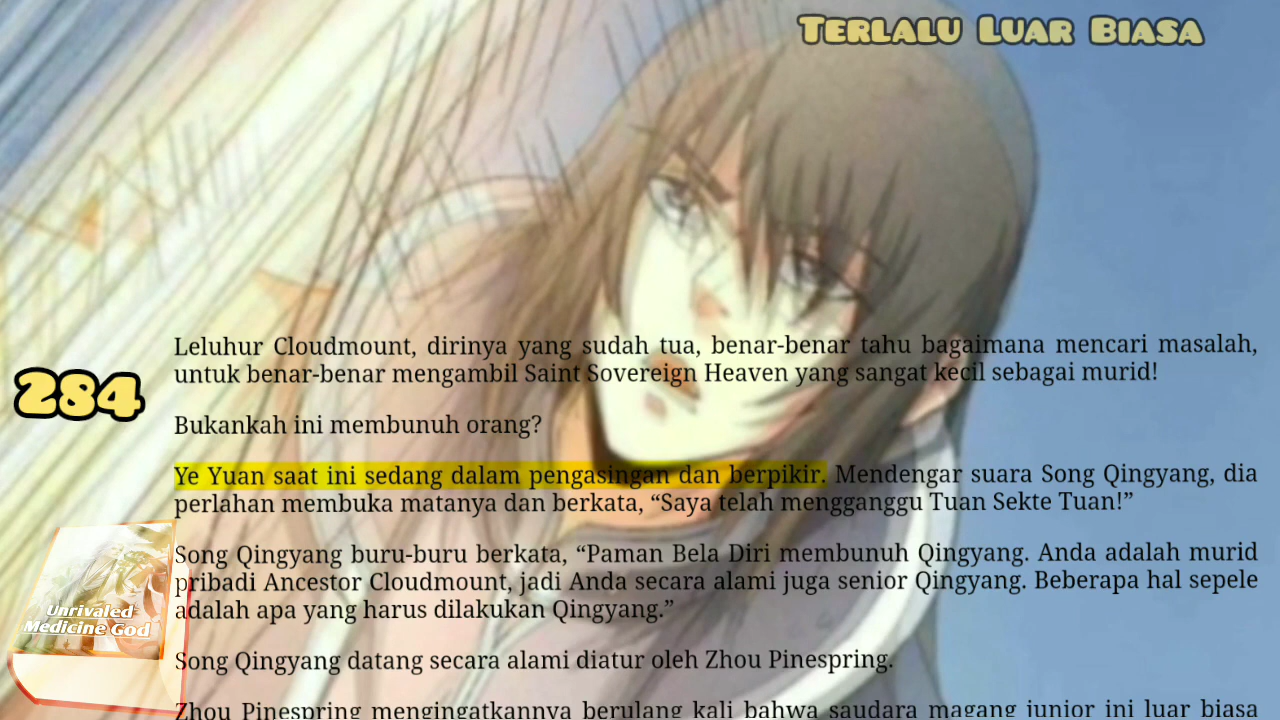 Terlalu Luar Biasa
Leluhur Cloudmount, dirinya yang sudah tua, benar-benar tahu bagaimana mencari masalah,
untuk benar-benar mengambil Saint Sovereign Heaven yang sangat kecil sebagai murid!
284
Bukankah ini membunuh orang?
Ye Yuan saat ini sedang dalam pengasingan dan berpikir. Mendengar suara Song Qingyang, dia
perlahan membuka matanya dan berkata, “Saya telah mengganggu Tuan Sekte Tuan!”
Song Qingyang buru-buru berkata, “Paman Bela Diri membunuh Qingyang. Anda adalah murid
pribadi Ancestor Cloudmount, jadi Anda secara alami juga senior Qingyang. Beberapa hal sepele
adalah apa yang harus dilakukan Qingyang.”
Unrivaled
Medicine God
Song Qingyang datang secara alami diatur oleh Zhou Pinespring.
Zhou Pinespring mengingatkannya berulang kali bahwa saudara magang junior ini luar biasa